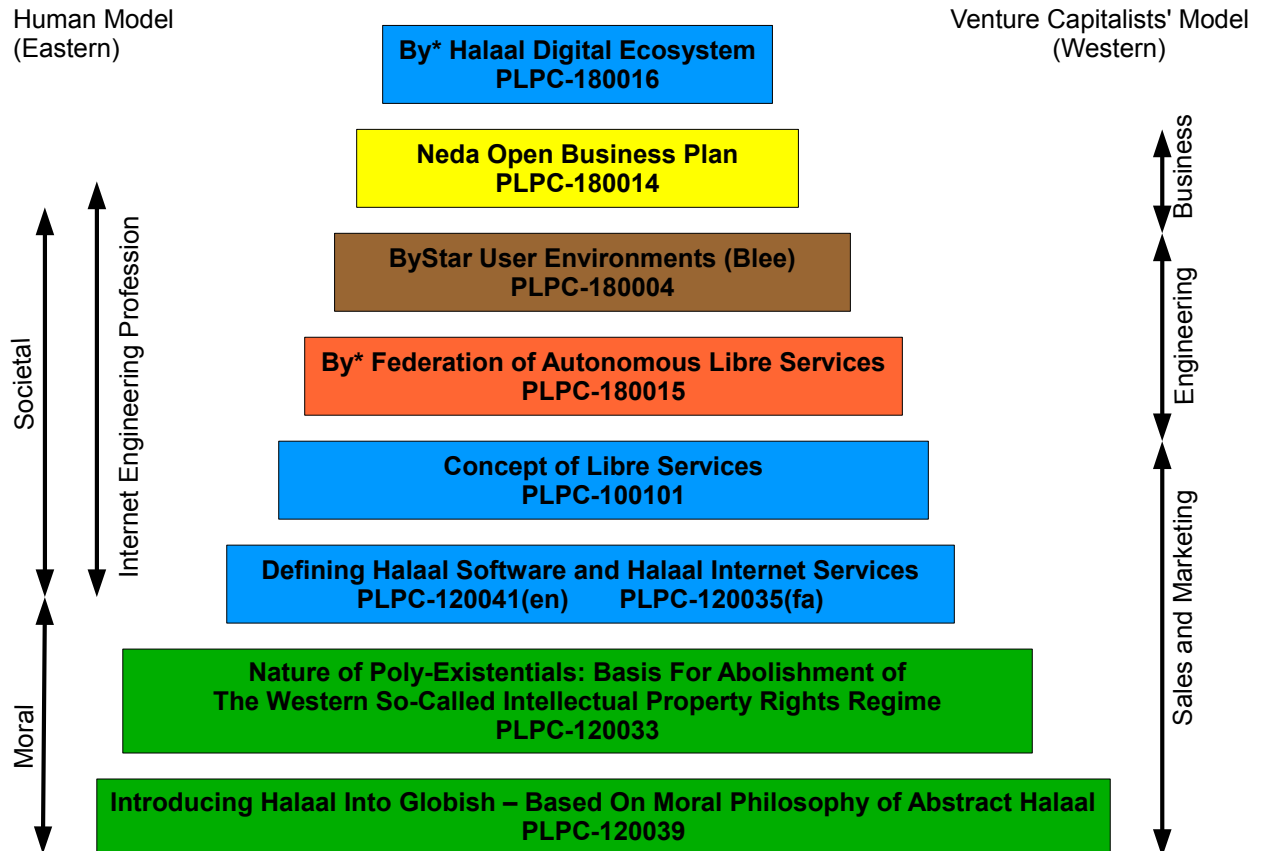 Human Model
(Eastern)
Venture Capitalists' Model
(Western)
By* Halaal Digital Ecosystem
PLPC-180016
Neda Open Business Plan
PLPC-180014
ByStar User Environments (Blee)
PLPC-180004
By* Federation of Autonomous Libre Services
PLPC-180015
Concept of Libre Services
PLPC-100101
Defining Halaal Software and Halaal Internet Services
PLPC-120041(en) PLPC-120035(fa)
Nature of Poly-Existentials: Basis For Abolishment of
The Western So-Called Intellectual Property Rights Regime
PLPC-120033
Introducing Halaal Into Globish – Based On Moral Philosophy of Abstract Halaal
PLPC-120039
Societal
Moral
Internet Engineering Profession
Business
Engineering
Sales and Marketing